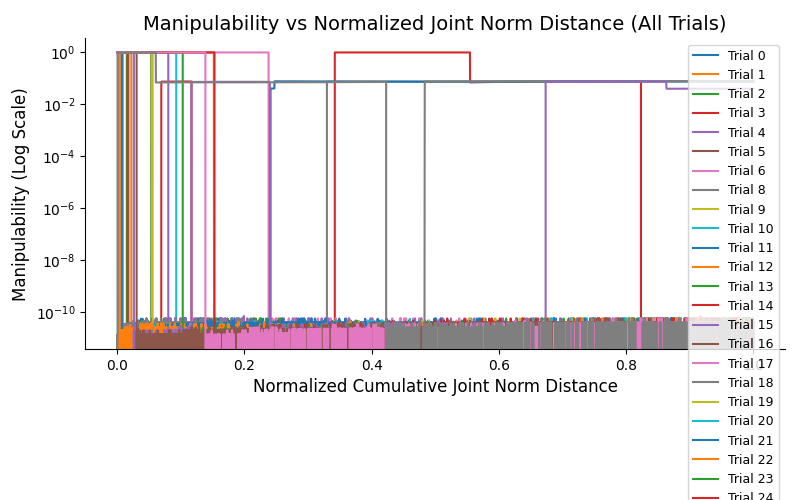 Manipulability vs Normalized Joint Norm Distance (All Trials)
Manipulability (Log Scale)
10⁰
10⁻²
10⁻⁴
10⁻⁶
10⁻⁸
10⁻¹⁰
0.0 0.2 0.4 0.6 0.8
Normalized Cumulative Joint Norm Distance
Trial 0
Trial 1
Trial 2
Trial 3
Trial 4
Trial 5
Trial 6
Trial 8
Trial 9
Trial 10
Trial 11
Trial 12
Trial 13
Trial 14
Trial 15
Trial 16
Trial 17
Trial 18
Trial 19
Trial 20
Trial 21
Trial 22
Trial 23
Trial 24